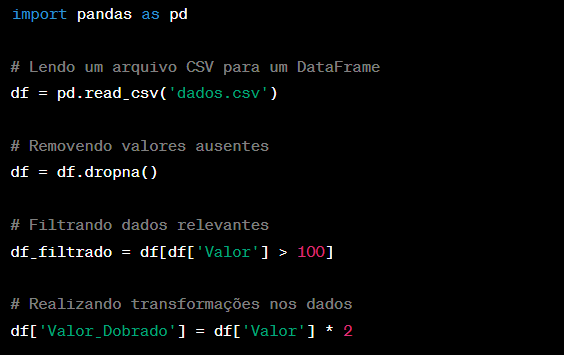 import pandas as pd
# Lendo um arquivo CSV para um DataFrame
df = pd.read_csv('dados.csv')
# Removendo valores ausentes
df = df.dropna()
# Filtrando dados relevantes
df_filtrado = df[df['Valor'] > 100]
# Realizando transformações nos dados
df['Valor_Dobrado'] = df['Valor'] * 2